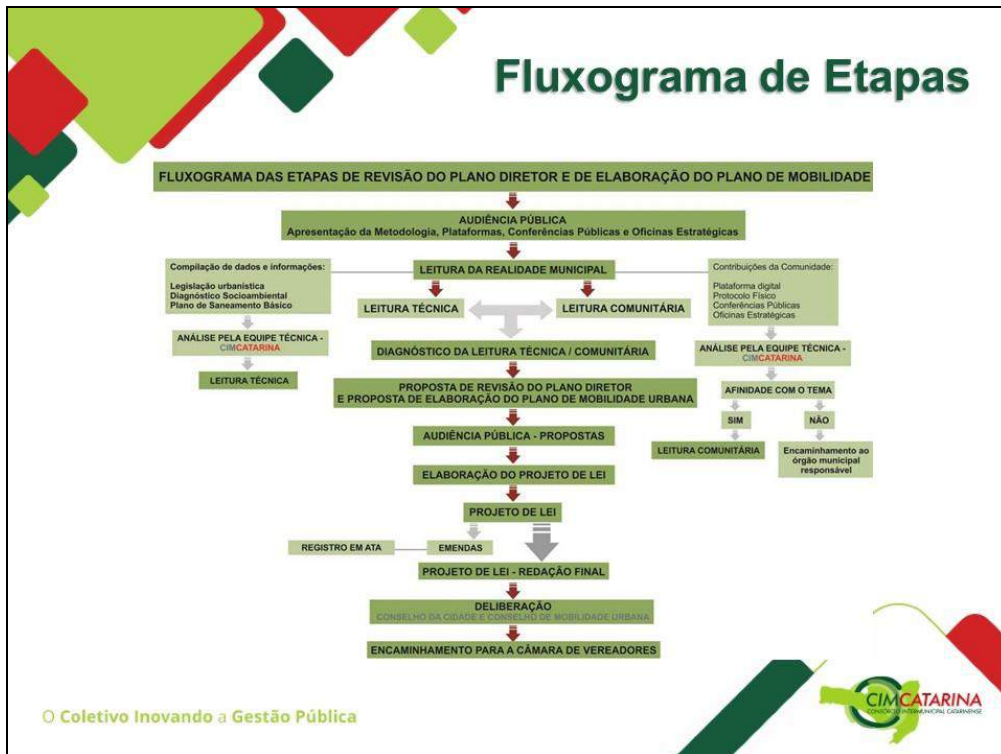 Fluxograma de Etapas
FLUXOGRAMA DAS ETAPAS DE REVISÃO DO PLANO DIRETOR E DE ELABORAÇÃO DO PLANO DE MOBILIDADE
AUDIÊNCIA PÚBLICA
Apresentação da Metodologia, Plataformas, Conferências Públicas e Oficinas Estratégicas
Compilação de dados e informações:
Legislação urbanística
Diagnóstico Socioambiental
Plano de Saneamento Básico
LEITURA DA REALIDADE MUNICIPAL
Contribuições da Comunidade:
Plataforma digital
Protocolo Físico
Conferências Públicas
Oficinas Estratégicas
LEITURA TÉCNICA
LEITURA COMUNITÁRIA
ANÁLISE PELA EQUIPE TÉCNICA -
CIMCATARINA
LEITURA TÉCNICA
DIAGNÓSTICO DA LEITURA TÉCNICA / COMUNITÁRIA
ANÁLISE PELA EQUIPE TÉCNICA -
CIMCATARINA
PROPOSTA DE REVISÃO DO PLANO DIRETOR
E PROPOSTA DE ELABORAÇÃO DO PLANO DE MOBILIDADE URBANA
AFINIDADE COM O TEMA
SIM
NÃO
AUDIÊNCIA PÚBLICA - PROPOSTAS
LEITURA COMUNITÁRIA
Encaminhamento ao
órgão municipal
responsável
ELABORAÇÃO DO PROJETO DE LEI
PROJETO DE LEI
REGISTRO EM ATA
EMENDAS
PROJETO DE LEI - REDAÇÃO FINAL
DELIBERAÇÃO
CONSELHO DA CIDADE E CONSELHO DE MOBILIDADE URBANA
ENCAMINHAMENTO PARA A CÂMARA DE VEREADORES
O Coletivo Inovando a Gestão Pública
CIMCATARINA
CONSÓRCIO INTERMUNICIPAL CATARINENSE